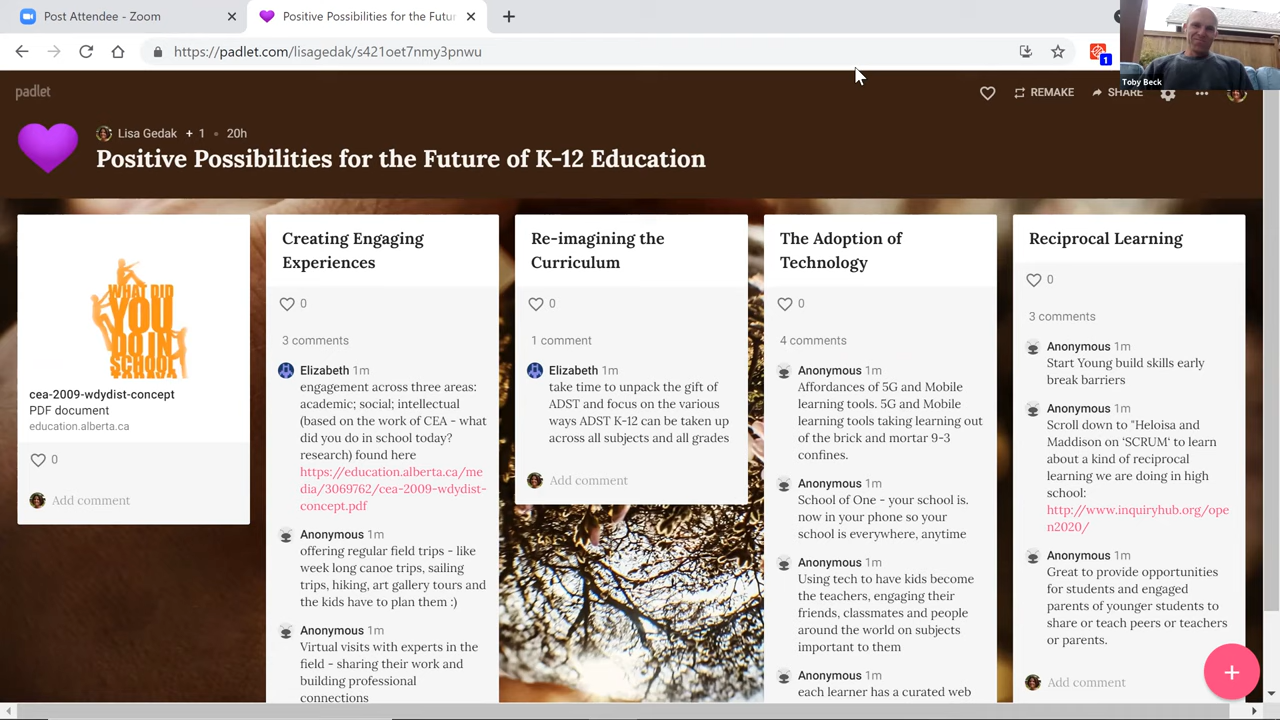 Post Attendee - Zoom
Positive Possibilities for the Futur
https://padlet.com/lisagedak/s421oet7nmy3pnwu
1
Toby Beck
padlet
REMAKE
SHARE
Lisa Gedak + 1 • 20h
Positive Possibilities for the Future of K-12 Education
WHAT DID
YOU
DO IN
SCHOOL
cea-2009-wdydist-concept
PDF document
education.alberta.ca
0
Add comment
Creating Engaging
Experiences
0
3 comments
Elizabeth 1m
engagement across three areas:
academic; social; intellectual
(based on the work of CEA - what
did you do in school today?
research) found here
https://education.alberta.ca/me
dia/3069762/cea-2009-wdydist-
concept.pdf
Anonymous 1m
offering regular field trips - like
week long canoe trips, sailing
trips, hiking, art gallery tours and
the kids have to plan them :)
Anonymous 1m
Virtual visits with experts in the
field - sharing their work and
building professional
connections
Re-imagining the
Curriculum
0
1 comment
Elizabeth 1m
take time to unpack the gift of
ADST and focus on the various
ways ADST K-12 can be taken up
across all subjects and all grades
Add comment
The Adoption of
Technology
0
4 comments
Anonymous 1m
Affordances of 5G and Mobile
learning tools. 5G and Mobile
learning tools taking learning out
of the brick and mortar 9-3
confines.
Anonymous 1m
School of One - your school is.
now in your phone so your
school is everywhere, anytime
Anonymous 1m
Using tech to have kids become
the teachers, engaging their
friends, classmates and people
around the world on subjects
important to them
Anonymous 1m
each learner has a curated web
Reciprocal Learning
0
3 comments
Anonymous 1m
Start Young build skills early
break barriers
Anonymous 1m
Scroll down to "Heloisa and
Maddison on ‘SCRUM‘ to learn
about a kind of reciprocal
learning we are doing in high
school:
http://www.inquiryhub.org/ope
n2020/
Anonymous 1m
Great to provide opportunities
for students and engaged
parents of younger students to
share or teach peers or teachers
or parents.
Add comment